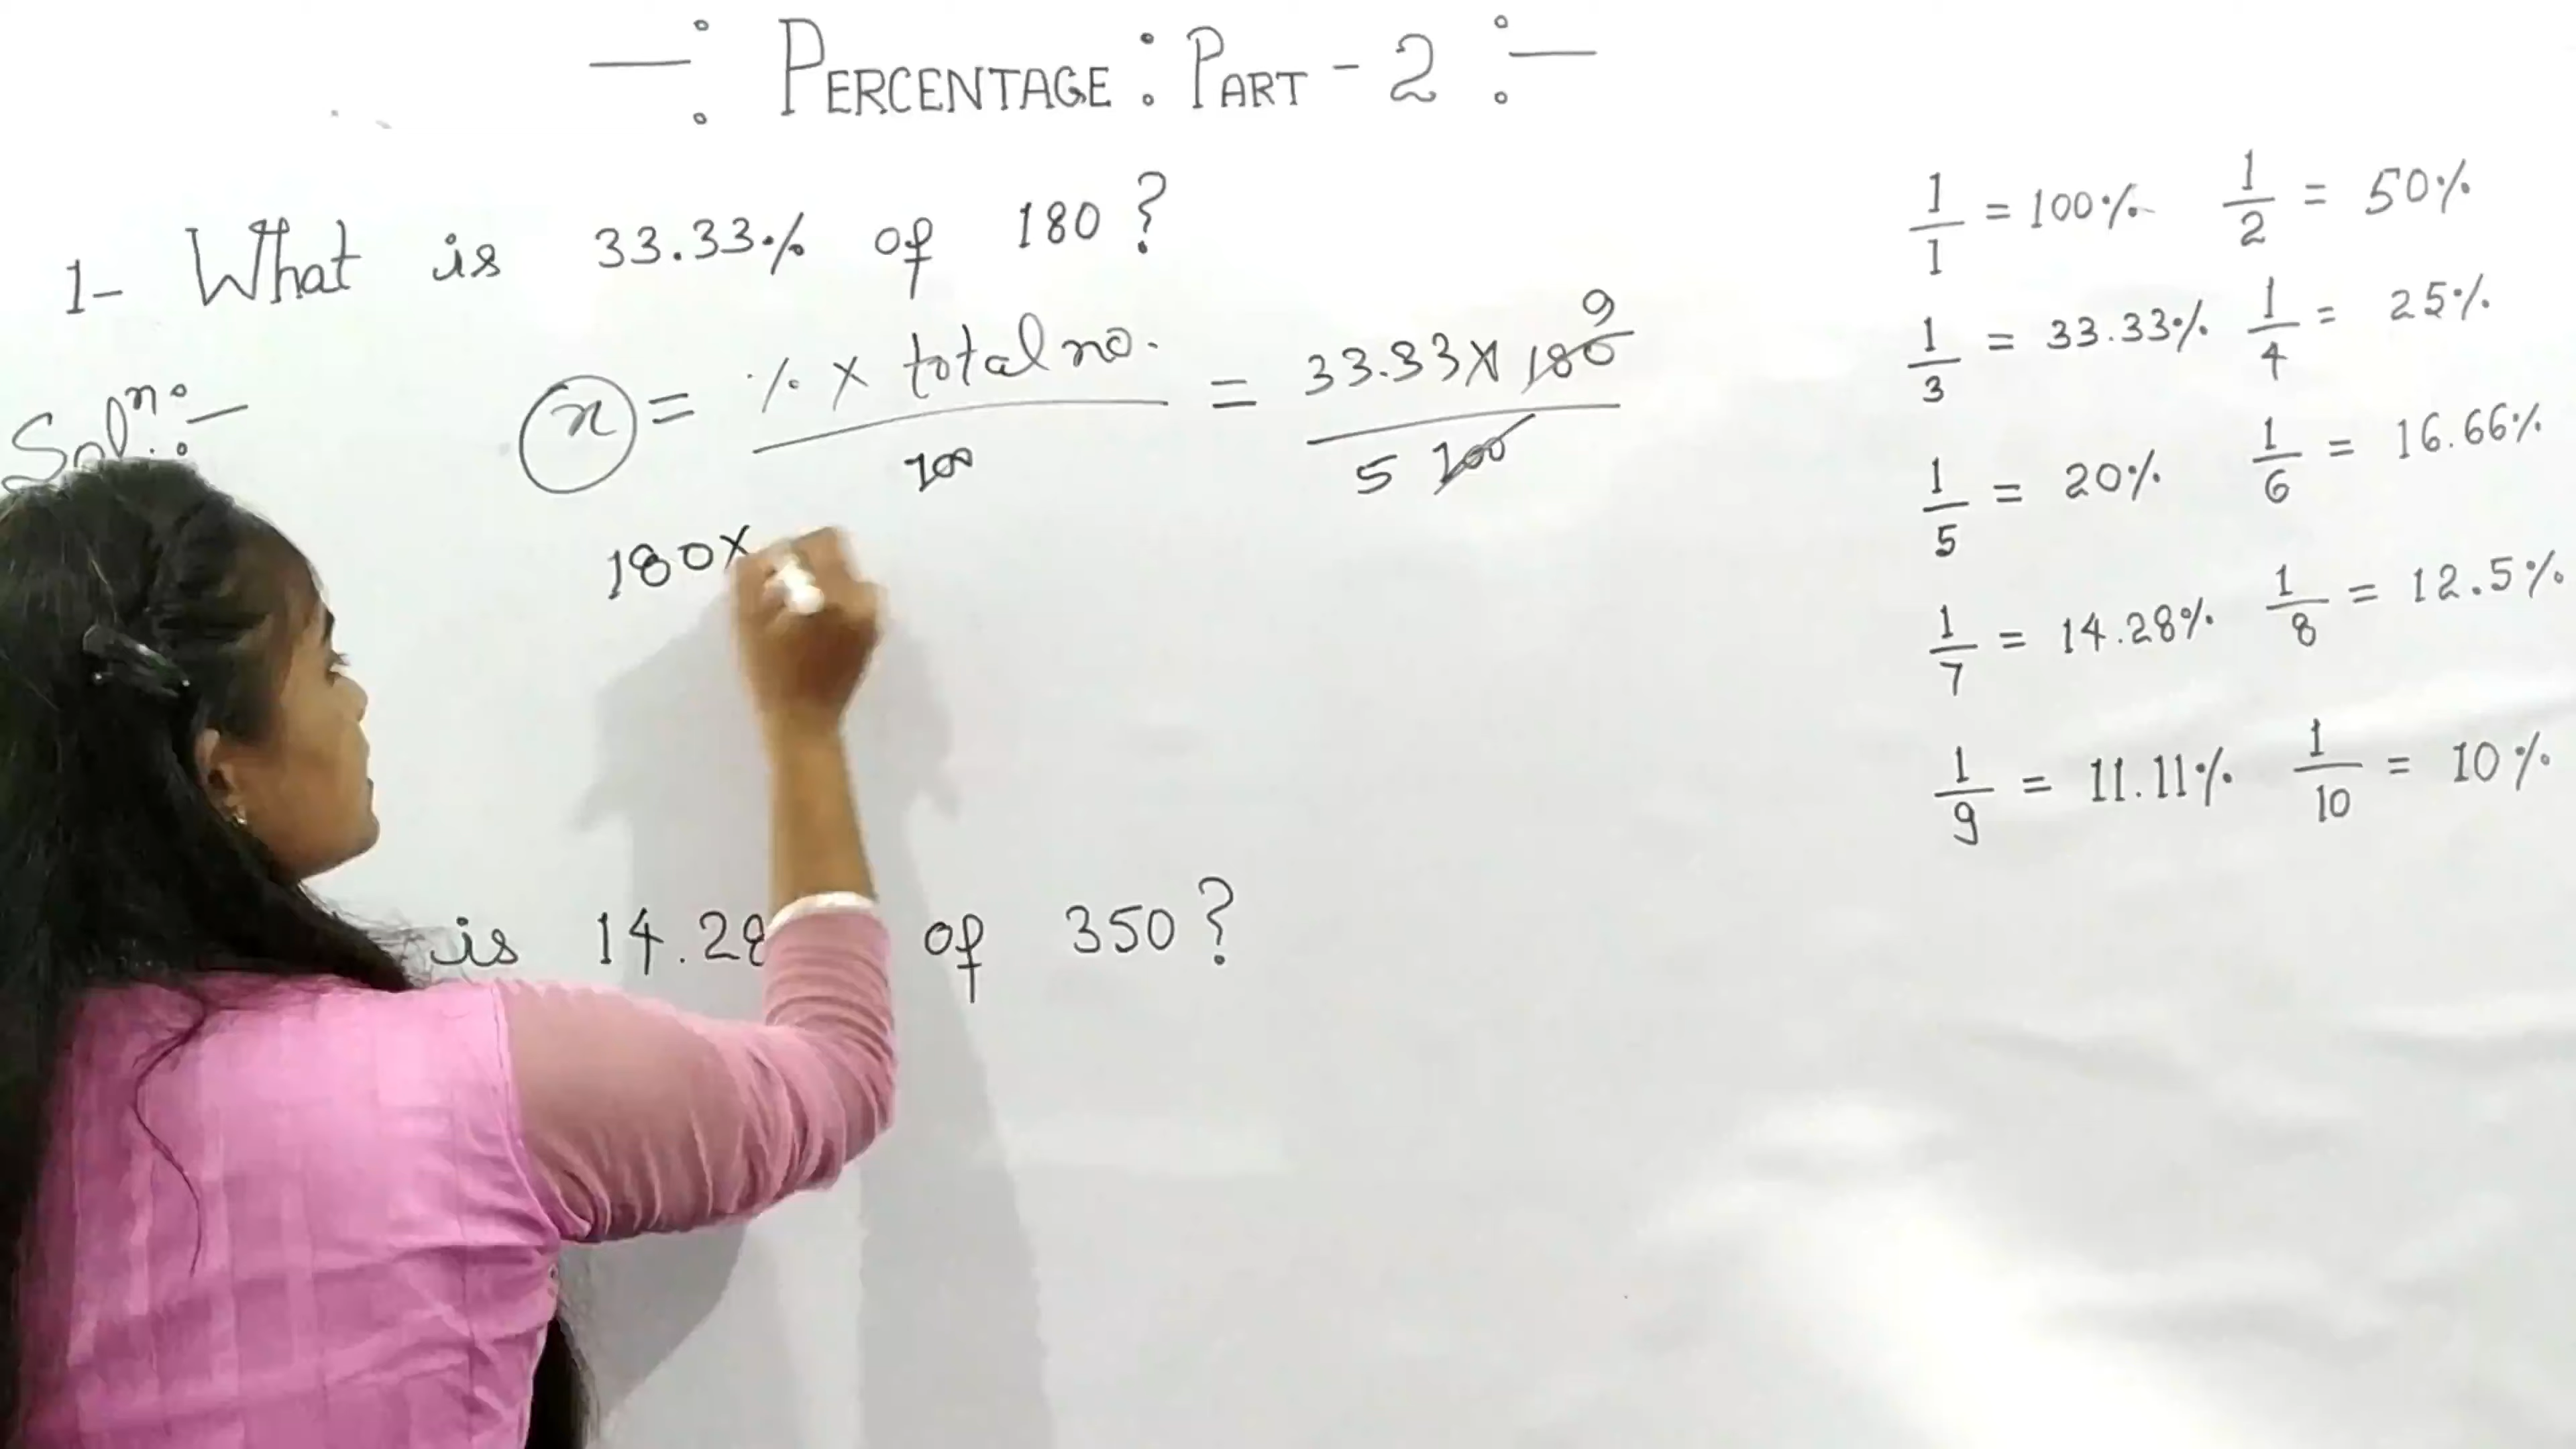 -: PERCENTAGE : PART - 2 :-
1- What is 33.33% of 180 ?
Solⁿ :-
x = % × total no. / 100 = 33.33 × 180 9 / 5 100
180 ×
is 14.28 of 350 ?
1/1 = 100% 1/2 = 50%
1/3 = 33.33% 1/4 = 25%
1/5 = 20% 1/6 = 16.66%
1/7 = 14.28% 1/8 = 12.5%
1/9 = 11.11% 1/10 = 10%